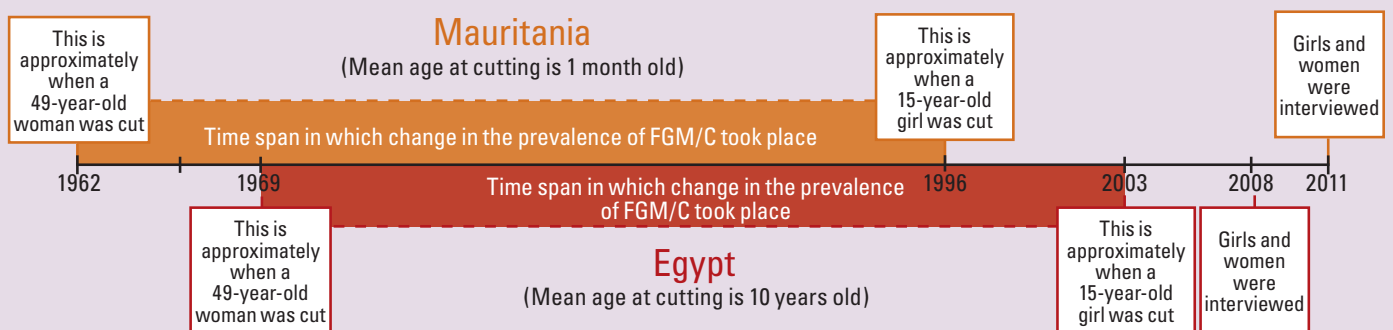 This is
approximately
when a
49-year-old
woman was cut
Mauritania
(Mean age at cutting is 1 month old)
This is
approximately
when a
15-year-old
girl was cut
Girls and
women
were
interviewed
Time span in which change in the prevalence of FGM/C took place
1962
1969
1996
2003
2008
2011
Time span in which change in the prevalence
of FGM/C took place
This is
approximately
when a
49-year-old
woman was cut
Egypt
(Mean age at cutting is 10 years old)
This is
approximately
when a
15-year-old
girl was cut
Girls and
women
were
interviewed